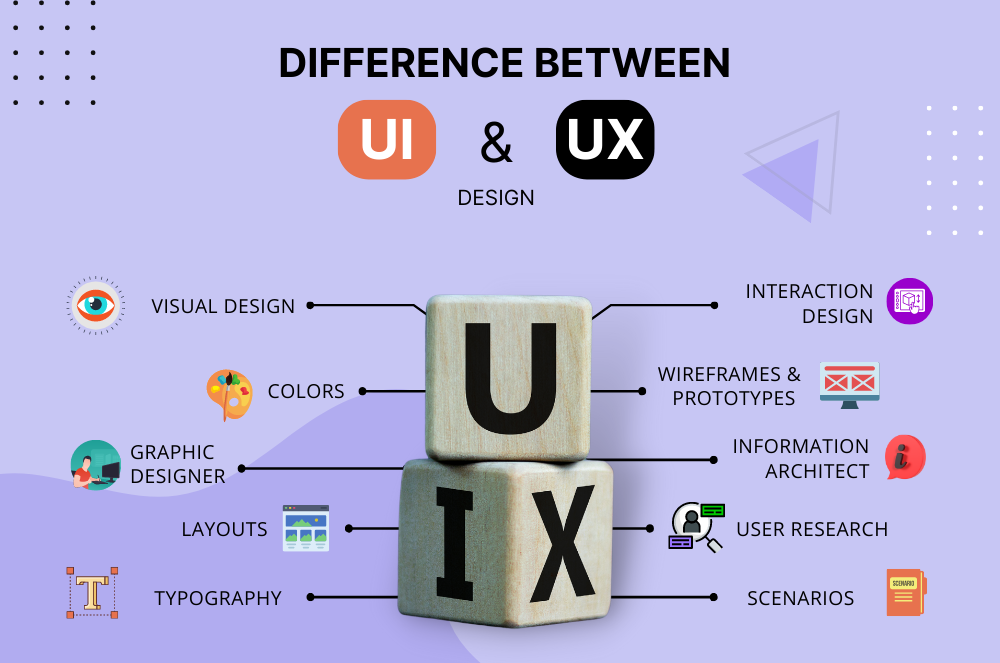 DIFFERENCE BETWEEN
UI & UX
DESIGN
VISUAL DESIGN
COLORS
GRAPHIC
DESIGNER
LAYOUTS
TYPOGRAPHY
U
I X
INTERACTION
DESIGN
WIREFRAMES &
PROTOTYPES
INFORMATION
ARCHITECT
USER RESEARCH
SCENARIOS
T
i
SCENARIO